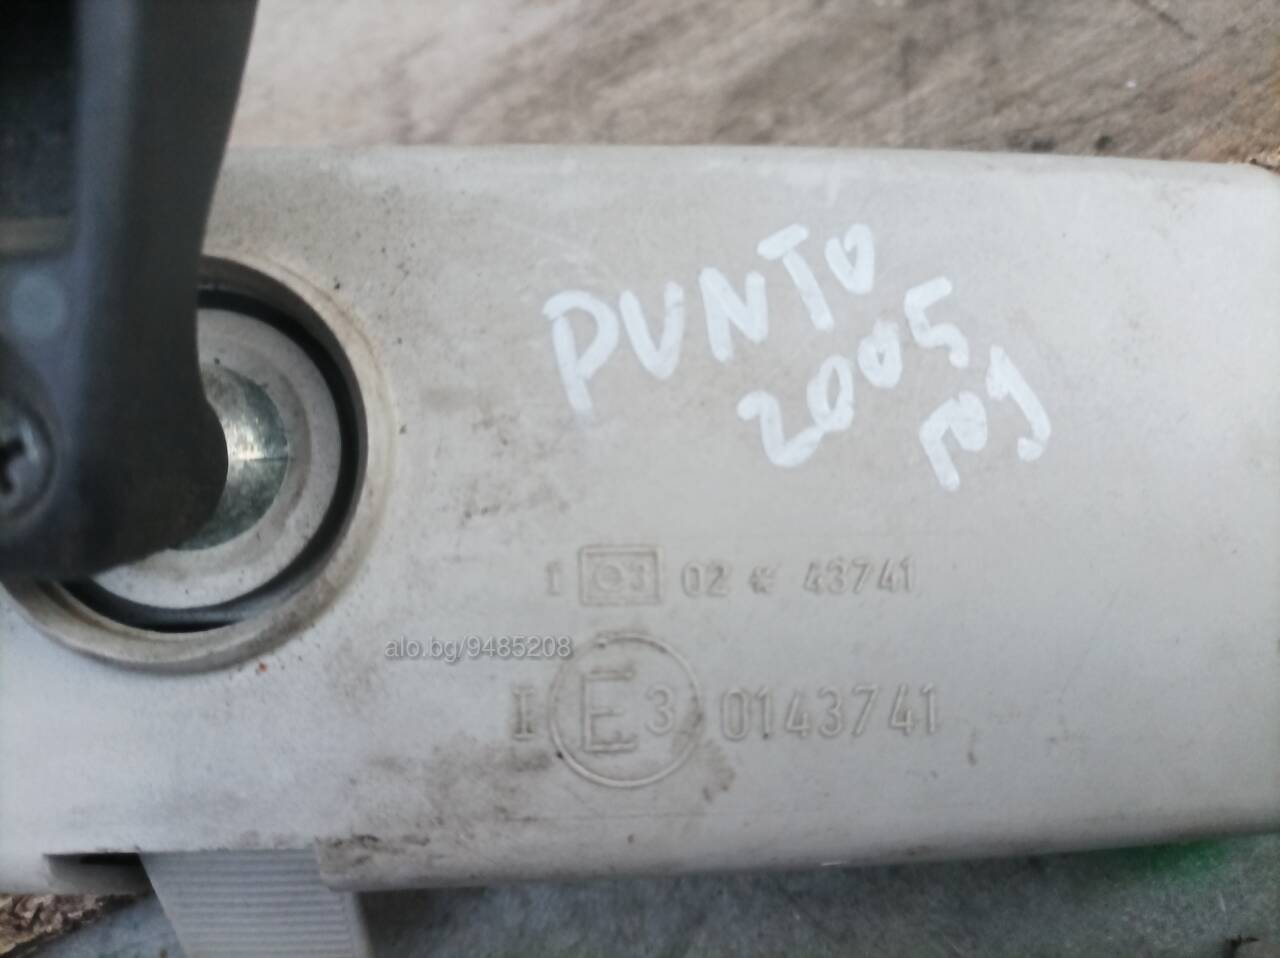 PUNTO
2005
1 e3 02 * 43741
alo.bg/9485208
I E3 0143741